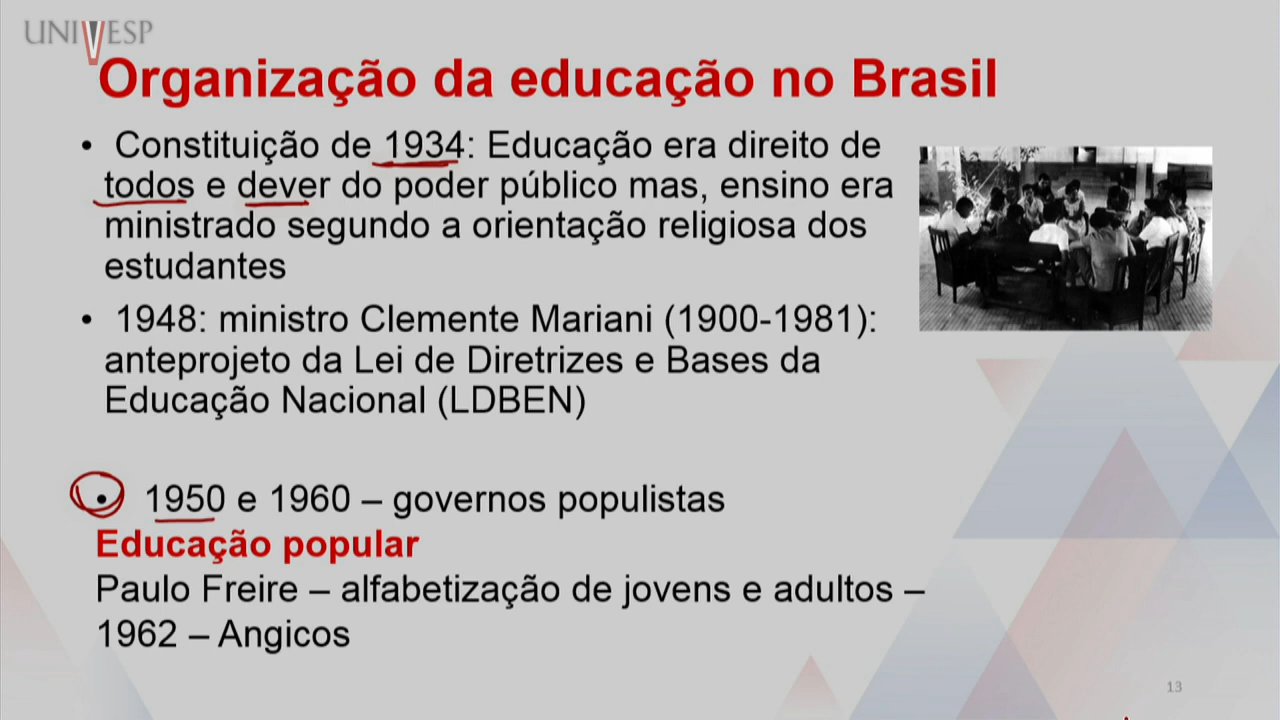 UNIVESP
Organização da educação no Brasil
• Constituição de 1934: Educação era direito de
todos e dever do poder público mas, ensino era
ministrado segundo a orientação religiosa dos
estudantes
• 1948: ministro Clemente Mariani (1900-1981):
anteprojeto da Lei de Diretrizes e Bases da
Educação Nacional (LDBEN)
• 1950 e 1960 – governos populistas
Educação popular
Paulo Freire – alfabetização de jovens e adultos –
1962 – Angicos
13